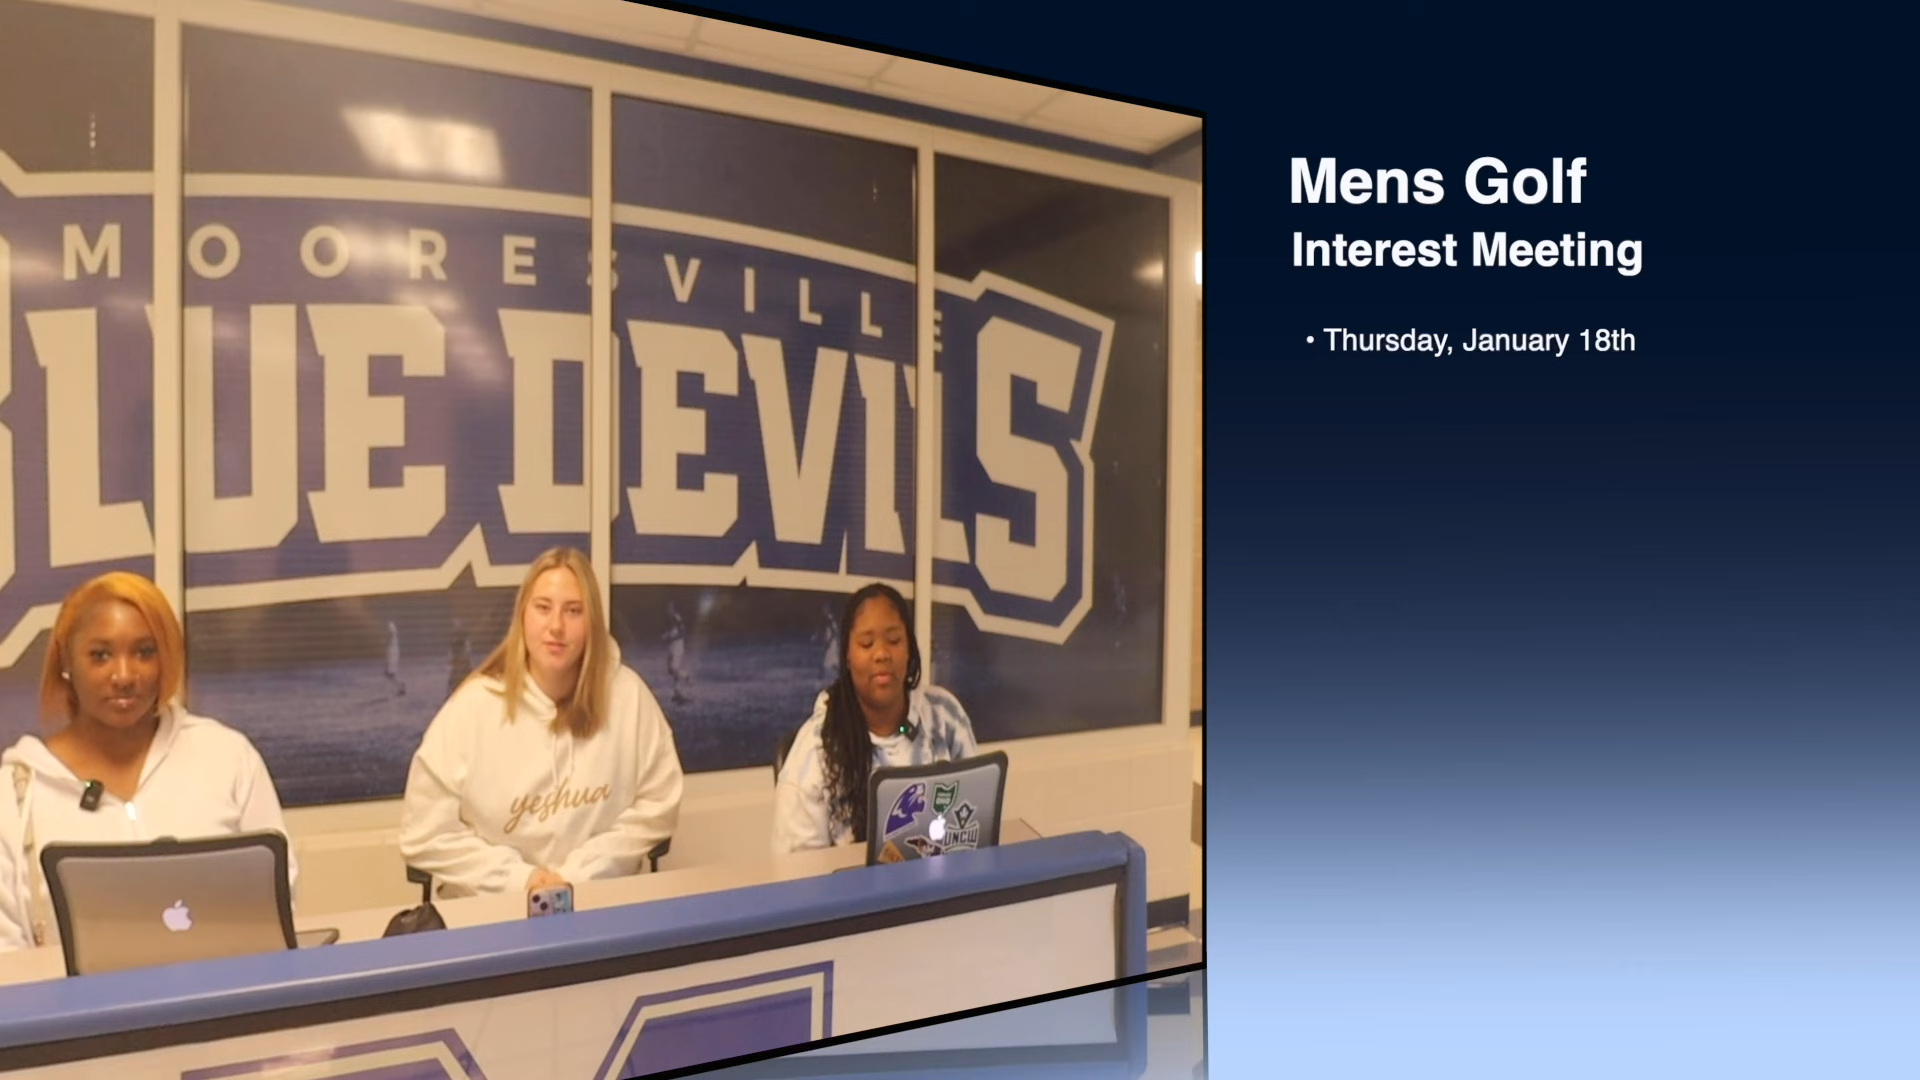 MOORESVILLE
BLUE DEVILS
yeshua
UNCW
Mens Golf
Interest Meeting
• Thursday, January 18th